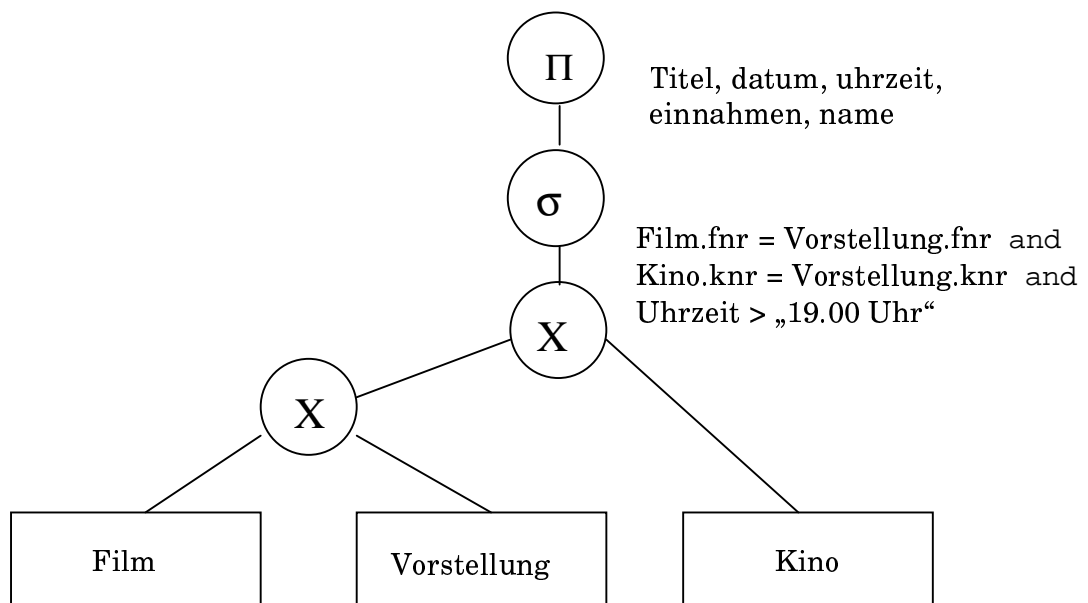 Π
Titel, datum, uhrzeit,
einnahmen, name
σ
Film.fnr = Vorstellung.fnr and
Kino.knr = Vorstellung.knr and
Uhrzeit > „19.00 Uhr“
X
X
Film
Vorstellung
Kino